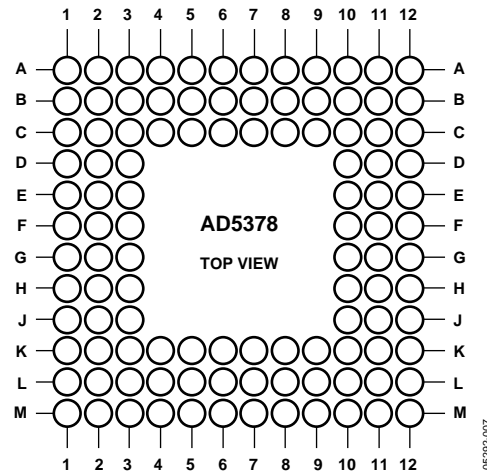 1 2 3 4 5 6 7 8 9 10 11 12
A A
B B
C C
D D
E E
F F
AD5378
G G
TOP VIEW
H H
J J
K K
L L
M M
1 2 3 4 5 6 7 8 9 10 11 12
05292-007